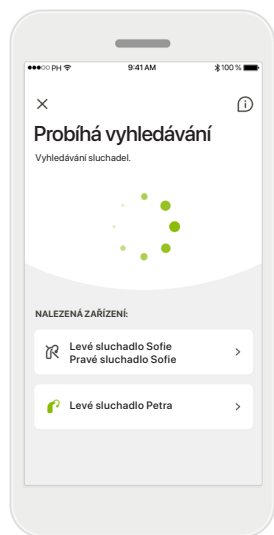 ●●●○○ PH 9:41 AM 100 %
Probíhá vyhledávání
Vyhledávání sluchadel.
NALEZENÁ ZAŘÍZENÍ:
Levé sluchadlo Sofie
Pravé sluchadlo Sofie
Levé sluchadlo Petra